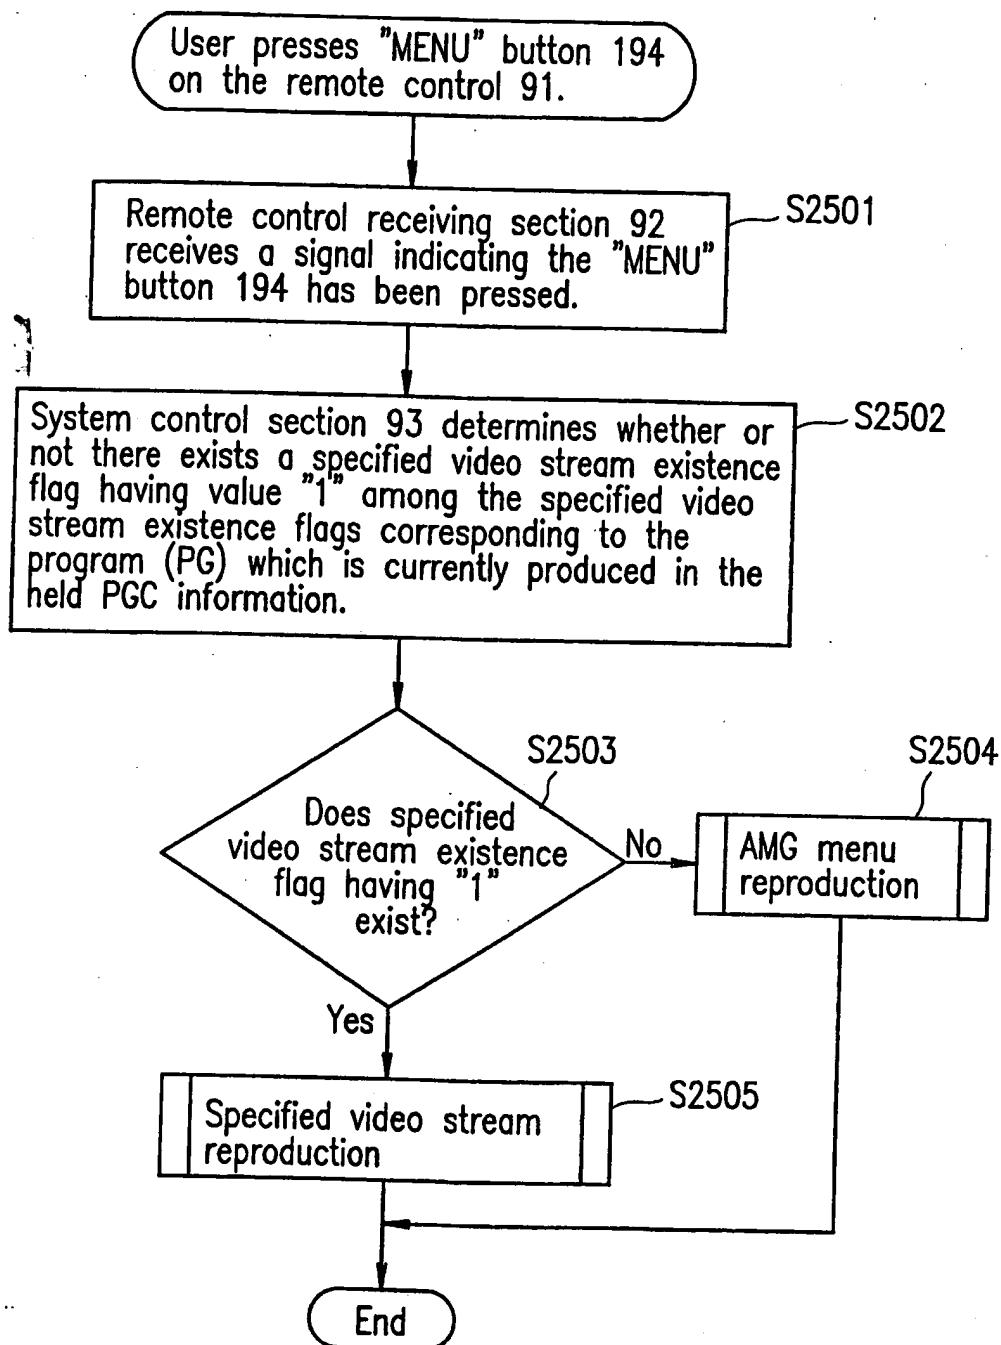 User presses "MENU" button 194
on the remote control 91.
Remote control receiving section 92
receives a signal indicating the "MENU"
button 194 has been pressed.
S2501
System control section 93 determines whether or
not there exists a specified video stream existence
flag having value "1" among the specified video
stream existence flags corresponding to the
program (PG) which is currently produced in the
held PGC information.
S2502
S2503
Does specified
video stream existence
flag having "1"
exist?
No
S2504
AMG menu
reproduction
Yes
Specified video stream
reproduction
S2505
End